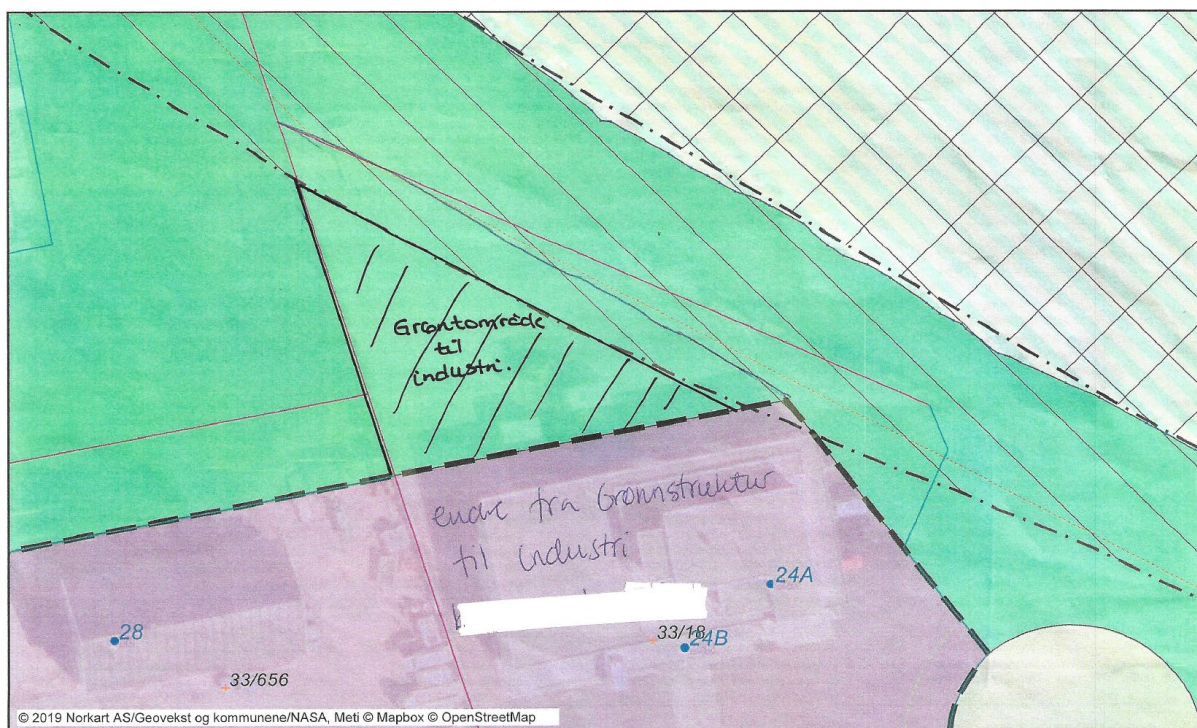 Grøntområde
til
industri.
endre fra Grønnstruktur
til industri
24A
28
33/18
24B
33/656
© 2019 Norkart AS/Geovekst og kommunene/NASA, Meti © Mapbox © OpenStreetMap